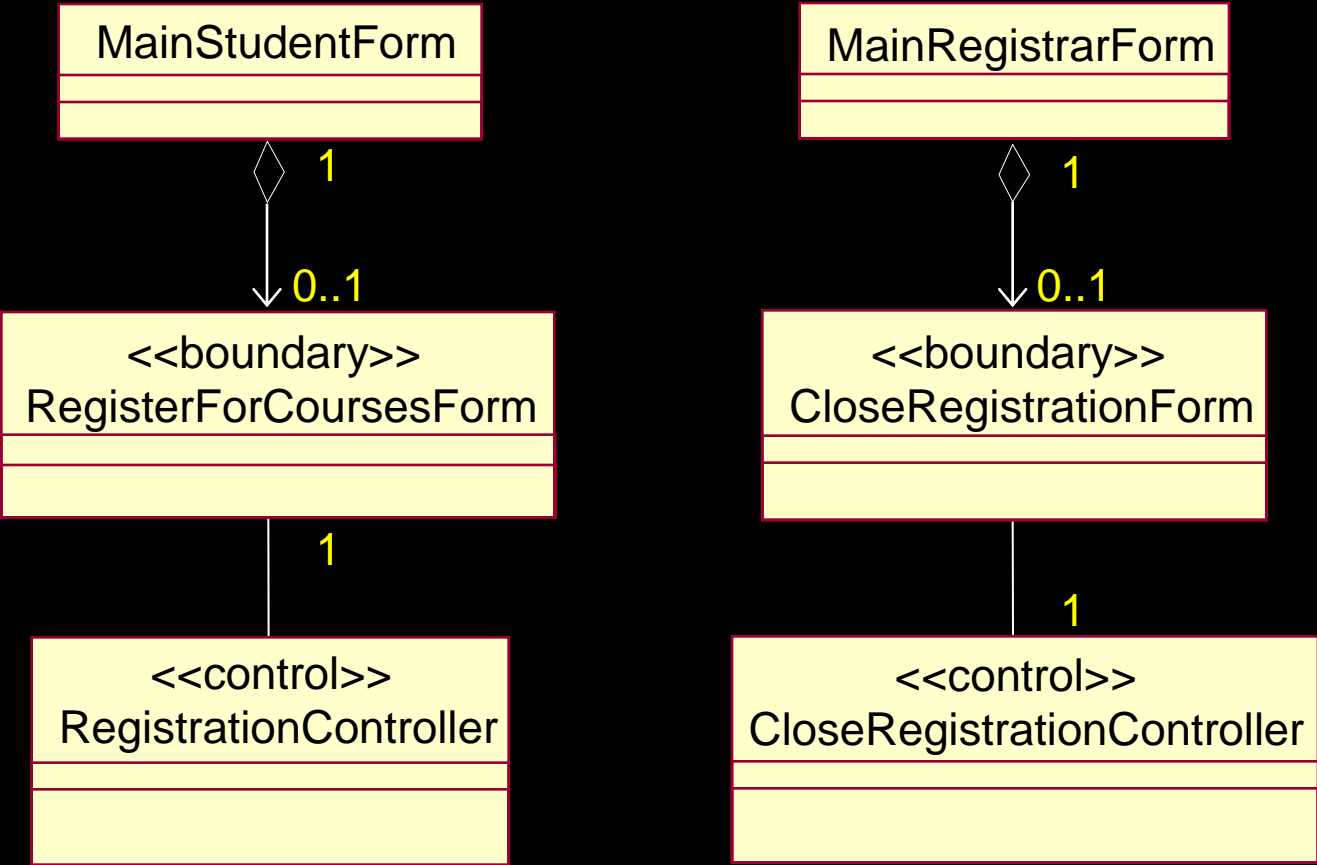 MainStudentForm
1
0..1
<<boundary>>
RegisterForCoursesForm
1
<<control>>
RegistrationController
MainRegistrarForm
1
0..1
<<boundary>>
CloseRegistrationForm
1
<<control>>
CloseRegistrationController